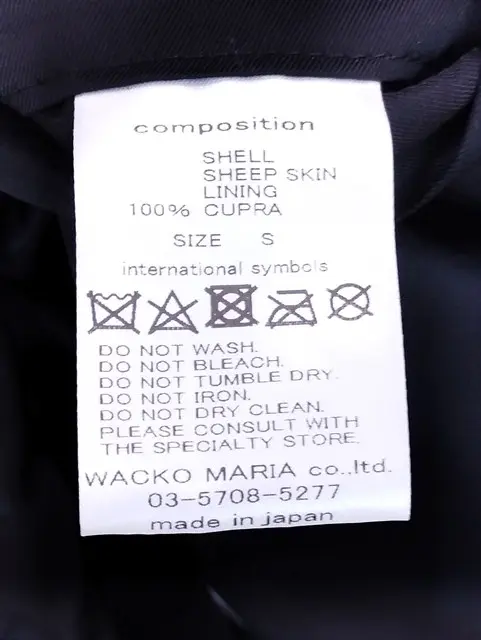 composition
SHELL
SHEEP SKIN
LINING
100% CUPRA
SIZE S
international symbols
DO NOT WASH.
DO NOT BLEACH.
DO NOT TUMBLE DRY.
DO NOT IRON.
DO NOT DRY CLEAN.
PLEASE CONSULT WITH
THE SPECIALTY STORE.
WACKO MARIA co.,ltd.
03-5708-5277
made in japan